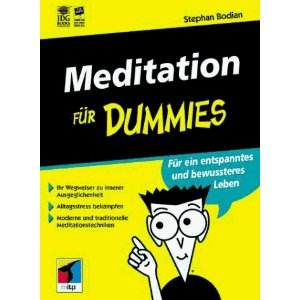 Stephan Bodian
IDG
BOOKS
Meditation
FÜR DUMMIES
Für ein entspanntes
und bewussteres
Leben
Ihr Wegweiser zu innerer
Ausgeglichenheit
Alltagsstress bekämpfen
Moderne und traditionelle
Meditationstechniken
mitp